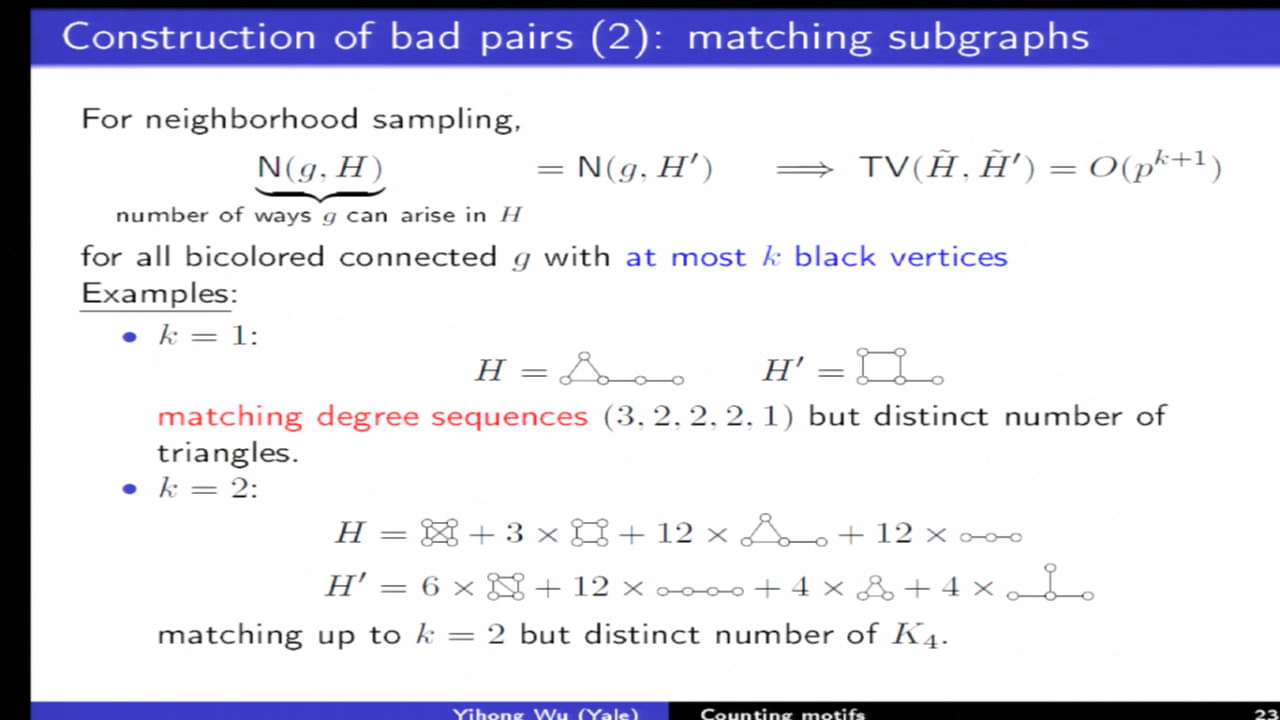 Construction of bad pairs (2): matching subgraphs
For neighborhood sampling,
N(g, H) = N(g, H′) ⟹ TV(H̃, H̃′) = O(p^{k+1})
number of ways g can arise in H
for all bicolored connected g with at most k black vertices
Examples:
• k = 1:
H = H′ =
matching degree sequences (3, 2, 2, 2, 1) but distinct number of
triangles.
• k = 2:
H = + 3 × + 12 × + 12 ×
H′ = 6 × + 12 × + 4 × + 4 ×
matching up to k = 2 but distinct number of K₄.
Yihong Wu (Yale) Counting motifs 23